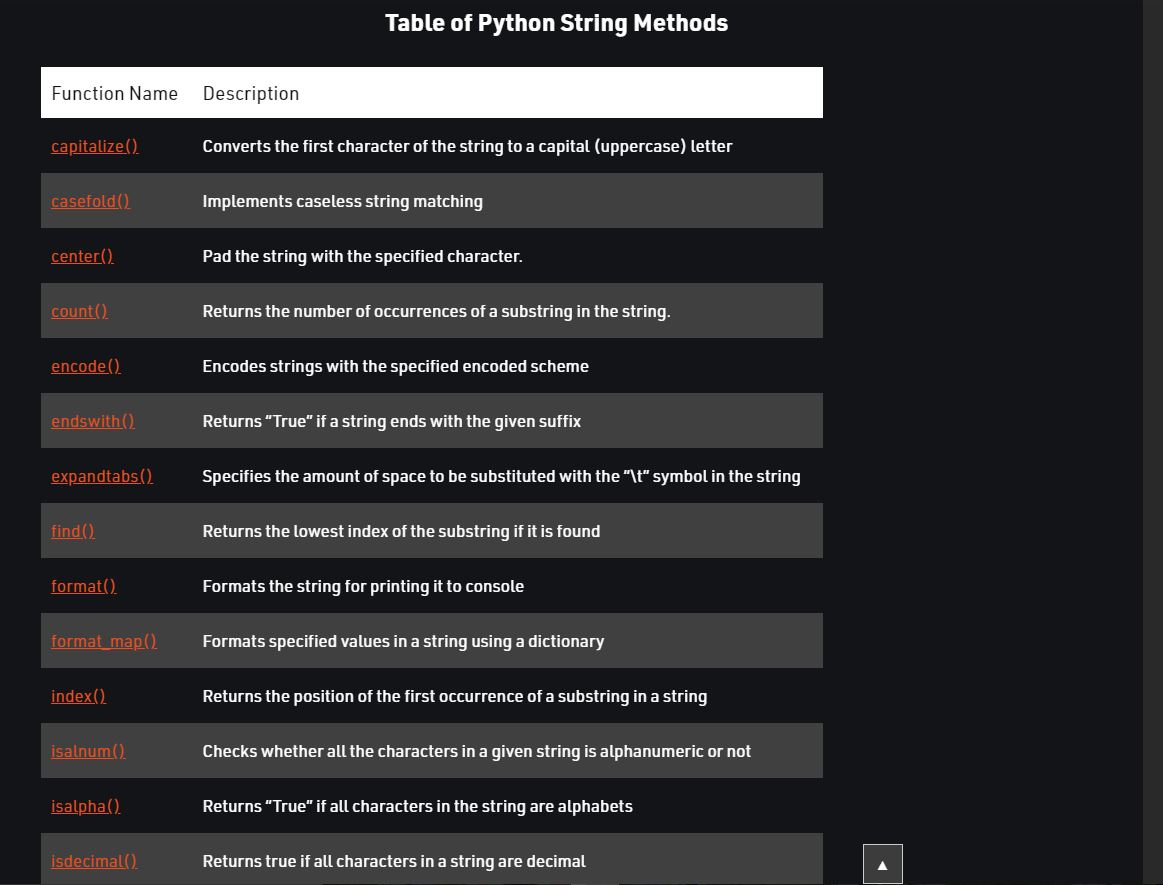 Table of Python String Methods
Function Name Description
capitalize() Converts the first character of the string to a capital (uppercase) letter
casefold() Implements caseless string matching
center() Pad the string with the specified character.
count() Returns the number of occurrences of a substring in the string.
encode() Encodes strings with the specified encoded scheme
endswith() Returns “True” if a string ends with the given suffix
expandtabs() Specifies the amount of space to be substituted with the “\t” symbol in the string
find() Returns the lowest index of the substring if it is found
format() Formats the string for printing it to console
format_map() Formats specified values in a string using a dictionary
index() Returns the position of the first occurrence of a substring in a string
isalnum() Checks whether all the characters in a given string is alphanumeric or not
isalpha() Returns “True” if all characters in the string are alphabets
isdecimal() Returns true if all characters in a string are decimal